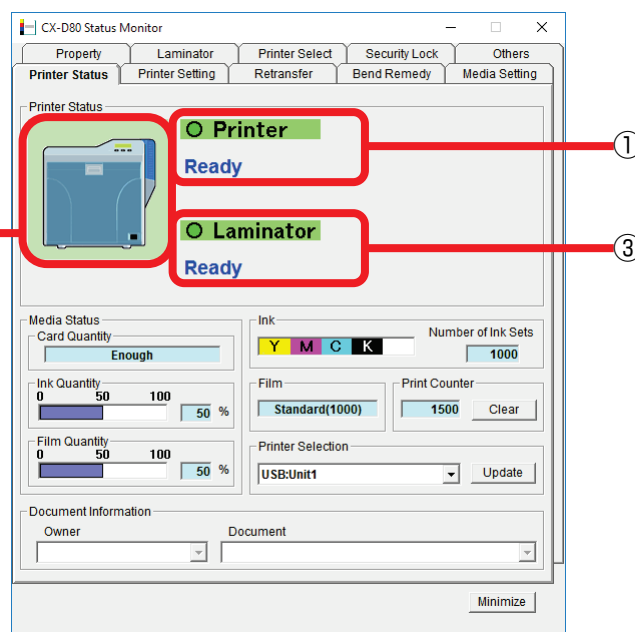 CX-D80 Status Monitor
Property Laminator Printer Select Security Lock Others
Printer Status Printer Setting Retransfer Bend Remedy Media Setting
Printer Status
Printer
Ready
①
Laminator
Ready
③
Media Status
Card Quantity
Enough
Ink Quantity
0 50 100
50 %
Film Quantity
0 50 100
50 %
Ink
Y M C K
Number of Ink Sets
1000
Film
Standard(1000)
Print Counter
1500 Clear
Printer Selection
USB:Unit1 Update
Document Information
Owner Document
Minimize